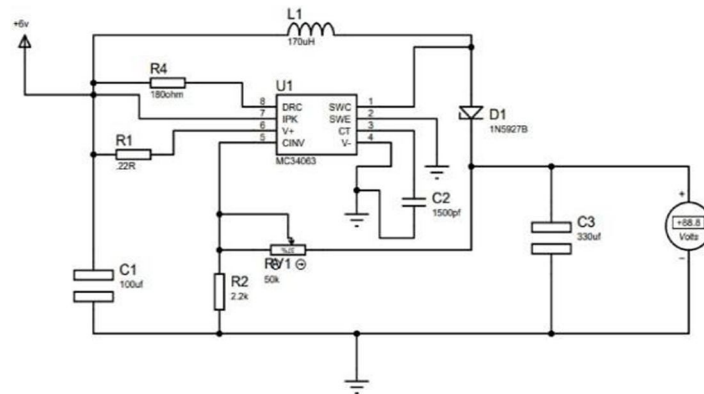 +6v
L1
170uH
R4
180ohm
U1
8 DRC SWC 1
7 IPK SWE 2
6 V+ CT 3
5 CINV V- 4
MC34063
D1
1N5927B
R1
.22R
C2
1500pf
+
+88.8
Volts
−
C3
330uf
RV1
50k
C1
100uf
R2
2.2k